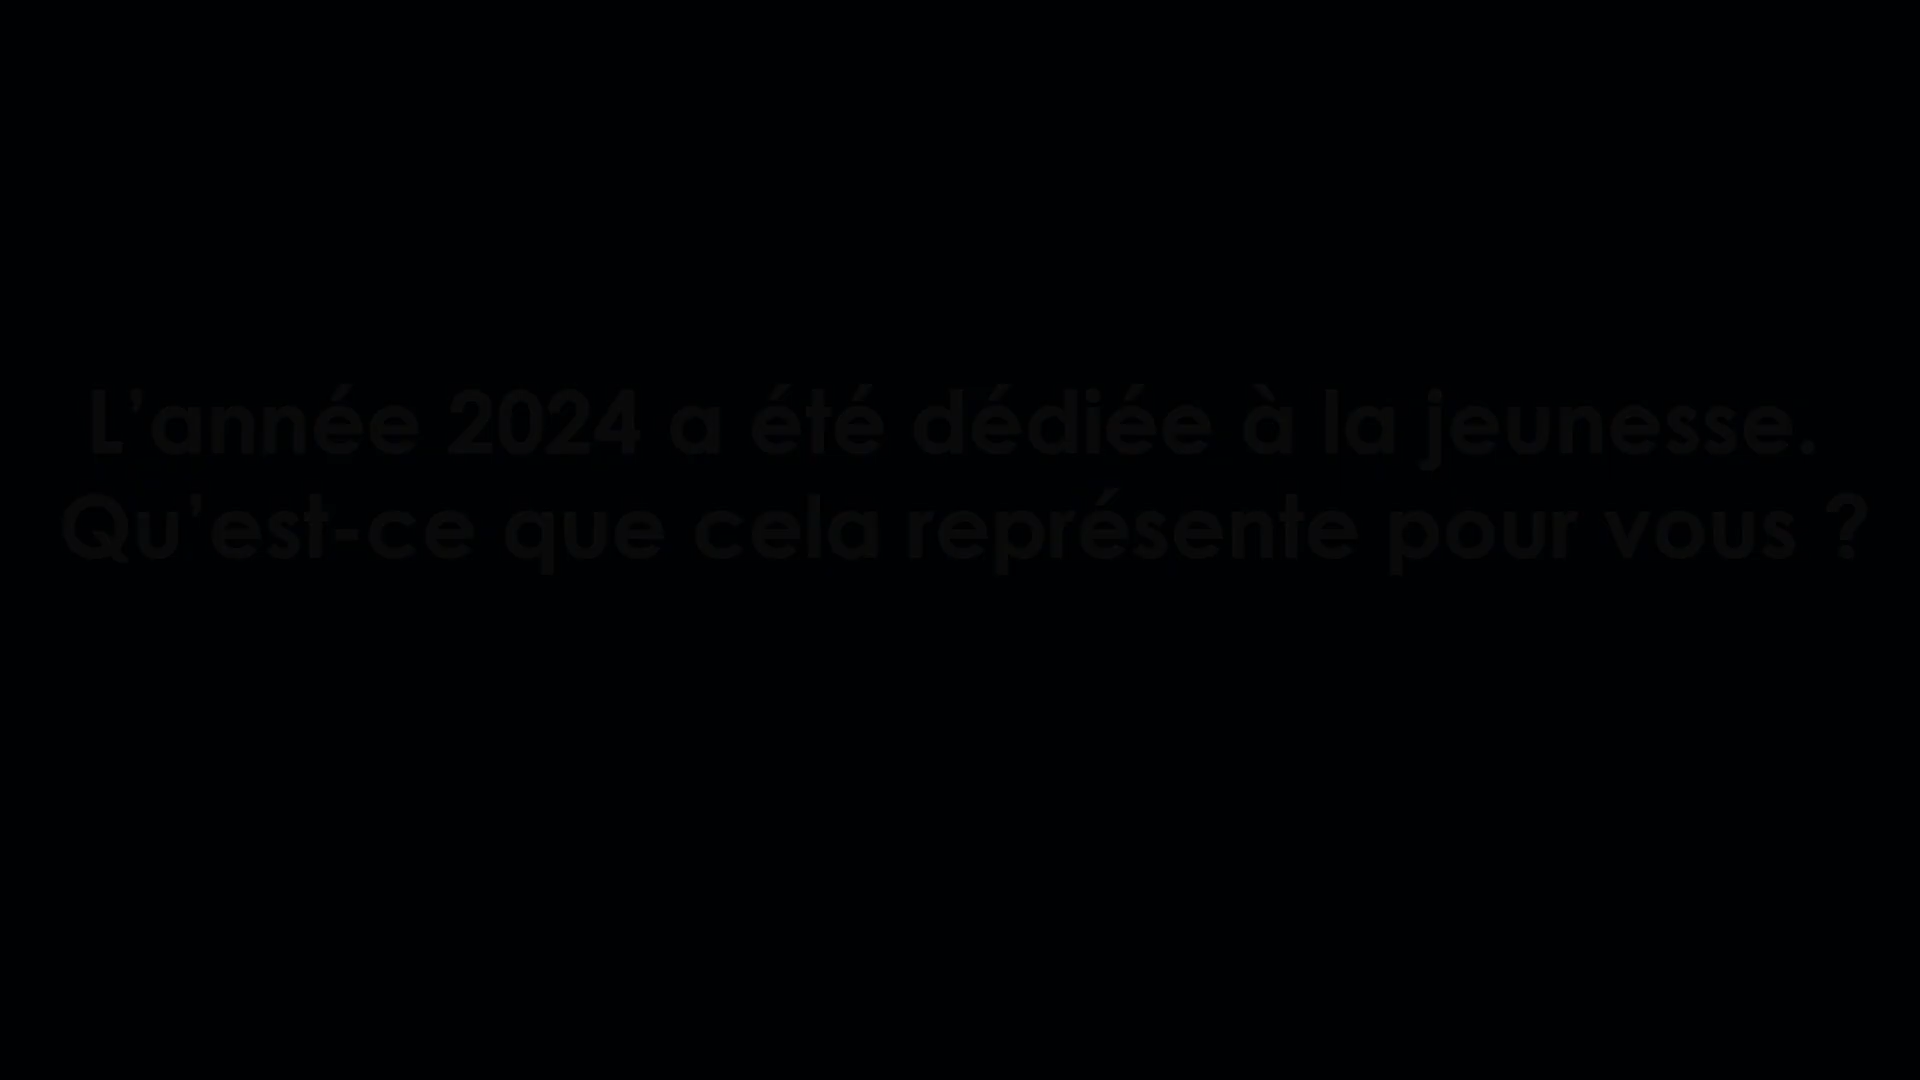 L’année 2024 a été dédiée à la jeunesse.
Qu’est-ce que cela représente pour vous ?